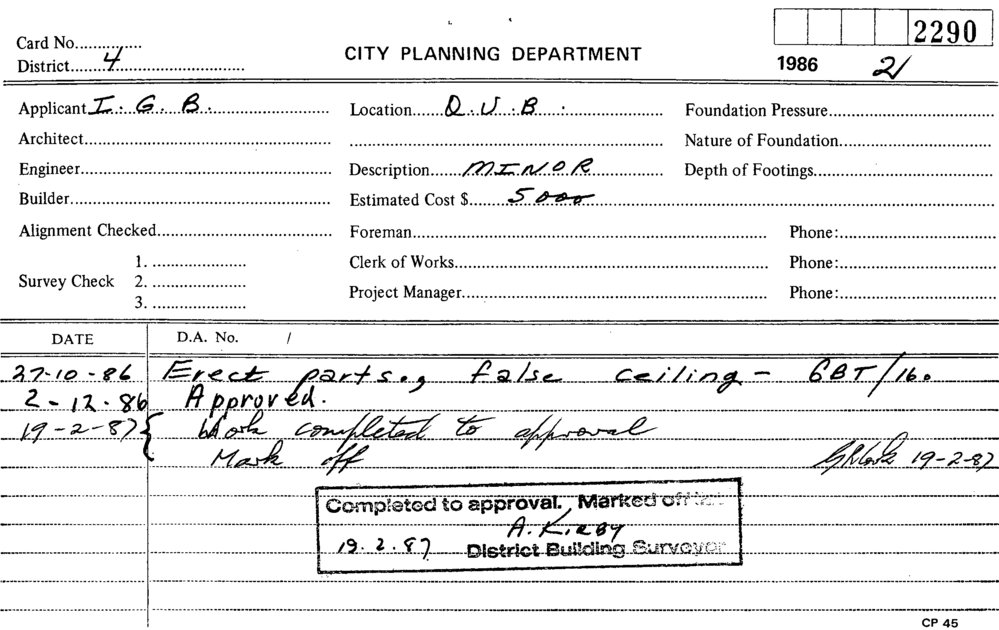 2290
Card No.
District 4
CITY PLANNING DEPARTMENT
1986 21
Applicant I. G. B. Location Q.V.B. Foundation Pressure
Architect Nature of Foundation
Engineer Description MINOR Depth of Footings
Builder Estimated Cost $ 5000
Alignment Checked Foreman Phone:
1. Clerk of Works Phone:
Survey Check 2.
3. Project Manager Phone:
DATE D.A. No. /
27-10-86 Erect parts., false ceiling - GBT/16.
2-12-86 Approved.
19-2-87 { Work completed to approval
Mark off 19-2-87
Completed to approval. Marked off
A. KIRBY
19.2.87 District Building Surveyor
CP 45